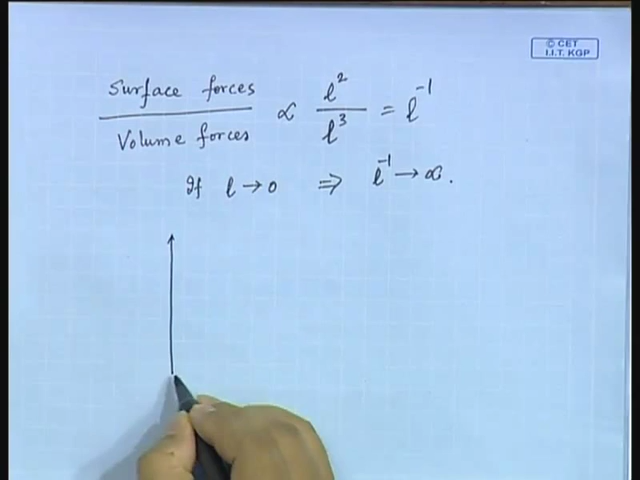 © CET
I.I.T. KGP
Surface forces / Volume forces ∝ l² / l³ = l⁻¹
If l → 0 ⇒ l⁻¹ → ∞.